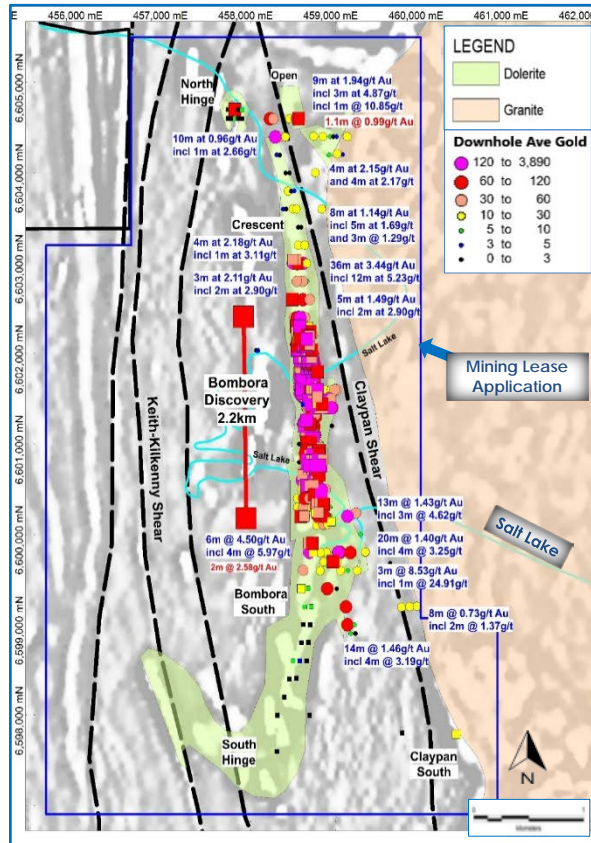 456,000 mE
457,000 mE
458,000 mE
459,000 mE
460,000 mE
461,000 mE
462,000
6,605,000 mN
6,604,000 mN
6,603,000 mN
6,602,000 mN
6,601,000 mN
6,600,000 mN
6,599,000 mN
6,598,000 mN
LEGEND
Dolerite
Granite
Downhole Ave Gold
120 to 3,890
60 to 120
30 to 60
10 to 30
5 to 10
3 to 5
0 to 3
North
Hinge
Open
9m at 1.94g/t Au
incl 3m at 4.87g/t
incl 1m @ 10.85g/t
1.1m @ 0.99g/t Au
10m at 0.96g/t Au
incl 1m at 2.66g/t
4m at 2.15g/t Au
and 4m at 2.17g/t
8m at 1.14g/t Au
incl 5m at 1.69g/t
and 3m @ 1.29g/t
Crescent
4m at 2.18g/t Au
incl 1m at 3.11g/t
3m at 2.11g/t Au
incl 2m at 2.90g/t
36m at 3.44g/t Au
incl 12m at 5.23g/t
5m at 1.49g/t Au
incl 2m at 2.90g/t
Salt Lake
Mining Lease
Application
Bombora
Discovery
2.2km
Keith-Kilkenny Shear
Claypan Shear
Salt Lake
13m @ 1.43g/t Au
incl 3m @ 4.62g/t
Salt Lake
6m @ 4.50g/t Au
incl 4m @ 5.97g/t
2m @ 2.58g/t Au
20m @ 1.40g/t Au
incl 4m @ 3.25g/t
3m @ 8.53g/t Au
incl 1m @ 24.91g/t
Bombora
South
8m @ 0.73g/t Au
incl 2m @ 1.37g/t
14m @ 1.46g/t Au
incl 4m @ 3.19g/t
South
Hinge
Claypan
South
N
kilometers